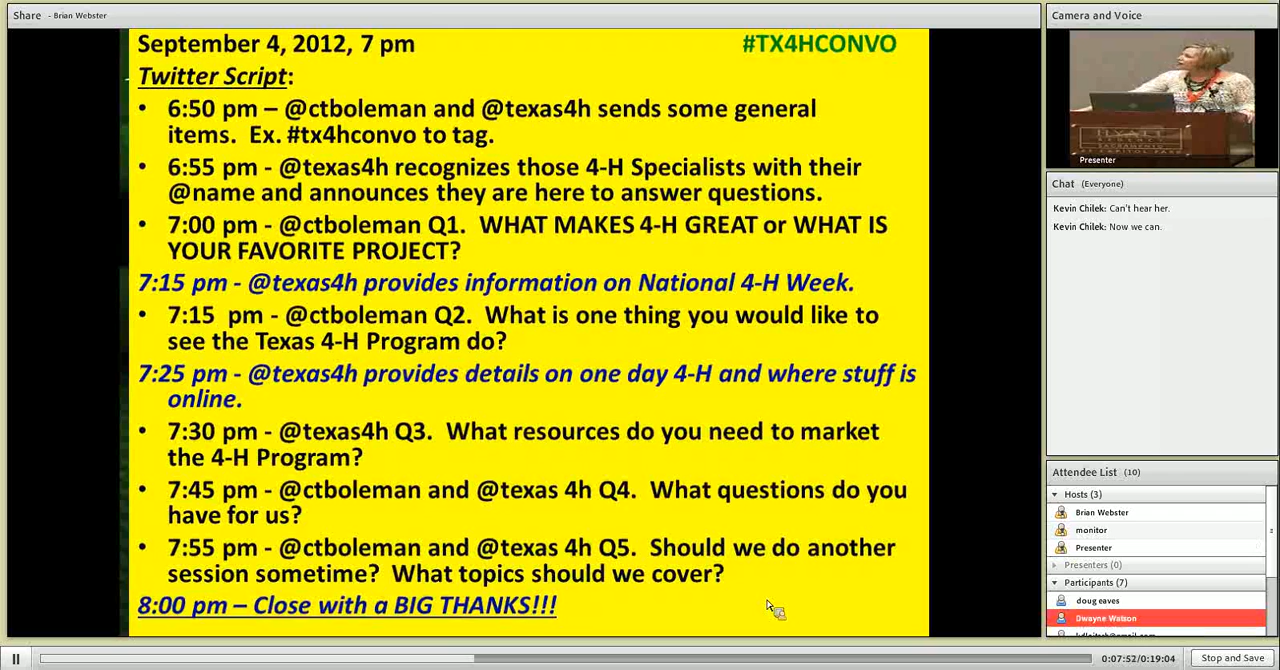 Share - Brian Webster
September 4, 2012, 7 pm #TX4HCONVO
Twitter Script:
• 6:50 pm – @ctboleman and @texas4h sends some general
items. Ex. #tx4hconvo to tag.
• 6:55 pm - @texas4h recognizes those 4-H Specialists with their
@name and announces they are here to answer questions.
• 7:00 pm - @ctboleman Q1. WHAT MAKES 4-H GREAT or WHAT IS
YOUR FAVORITE PROJECT?
7:15 pm - @texas4h provides information on National 4-H Week.
• 7:15 pm - @ctboleman Q2. What is one thing you would like to
see the Texas 4-H Program do?
7:25 pm - @texas4h provides details on one day 4-H and where stuff is
online.
• 7:30 pm - @texas4h Q3. What resources do you need to market
the 4-H Program?
• 7:45 pm - @ctboleman and @texas 4h Q4. What questions do you
have for us?
• 7:55 pm - @ctboleman and @texas 4h Q5. Should we do another
session sometime? What topics should we cover?
8:00 pm – Close with a BIG THANKS!!!
Camera and Voice
HYATT
REGENCY
SACRAMENTO
Presenter
Chat (Everyone)
Kevin Chilek: Can't hear her.
Kevin Chilek: Now we can.
Attendee List (10)
Hosts (3)
Brian Webster
monitor
Presenter
Presenters (0)
Participants (7)
doug eaves
Dwayne Watson
0:07:52/0:19:04
Stop and Save